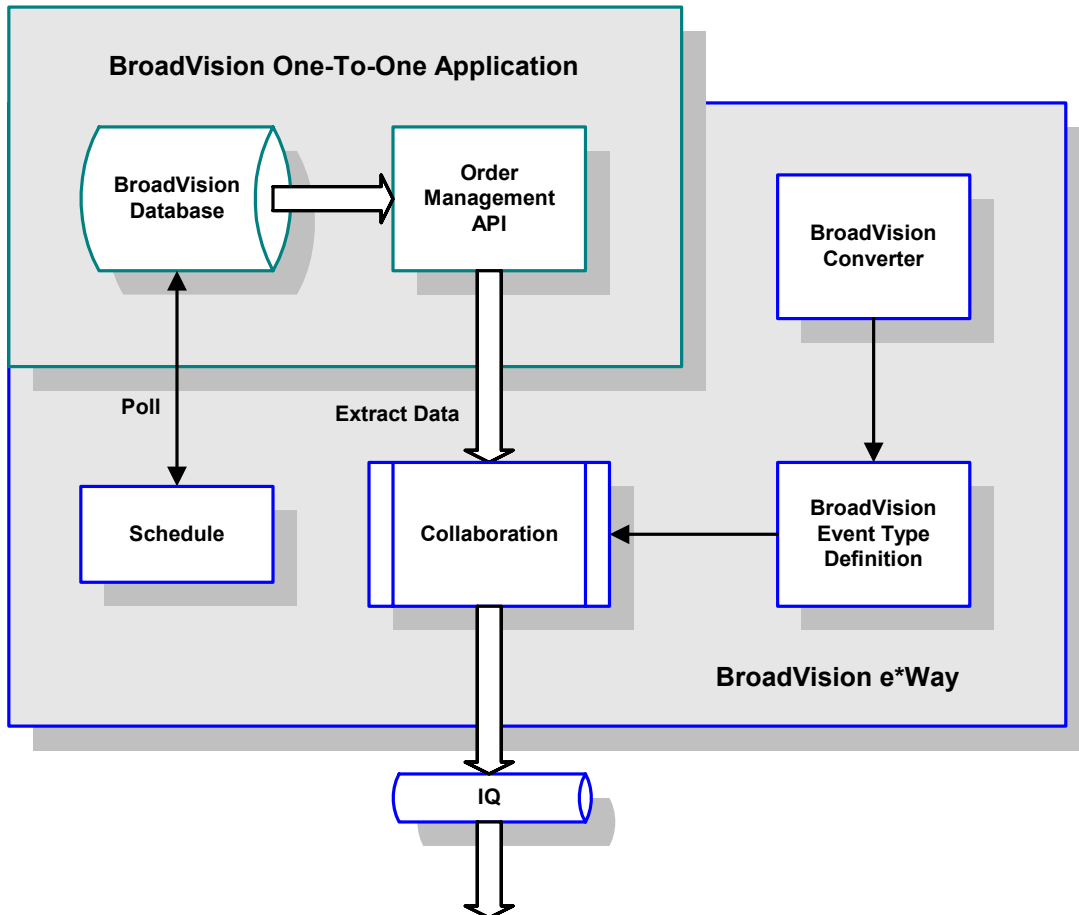 BroadVision One-To-One Application
BroadVision
Database
Order
Management
API
BroadVision
Converter
Poll
Extract Data
Schedule
Collaboration
BroadVision
Event Type
Definition
BroadVision e*Way
IQ